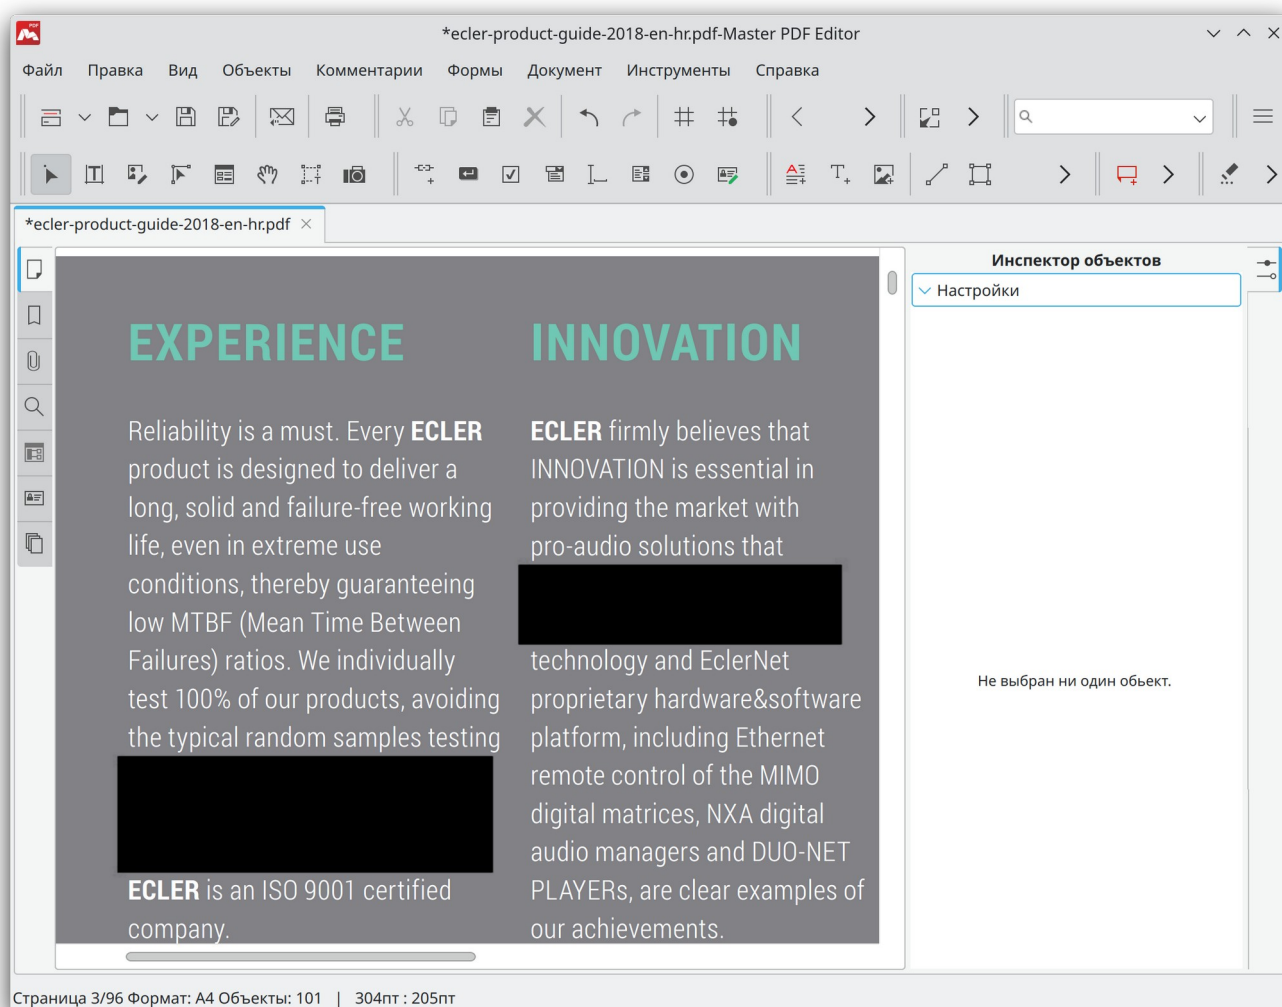 *ecler-product-guide-2018-en-hr.pdf-Master PDF Editor
Файл Правка Вид Объекты Комментарии Формы Документ Инструменты Справка
*ecler-product-guide-2018-en-hr.pdf
EXPERIENCE
Reliability is a must. Every ECLER
product is designed to deliver a
long, solid and failure-free working
life, even in extreme use
conditions, thereby guaranteeing
low MTBF (Mean Time Between
Failures) ratios. We individually
test 100% of our products, avoiding
the typical random samples testing
ECLER is an ISO 9001 certified
company.
INNOVATION
ECLER firmly believes that
INNOVATION is essential in
providing the market with
pro-audio solutions that
technology and EclerNet
proprietary hardware&software
platform, including Ethernet
remote control of the MIMO
digital matrices, NXA digital
audio managers and DUO-NET
PLAYERs, are clear examples of
our achievements.
Инспектор объектов
Настройки
Не выбран ни один обьект.
Страница 3/96 Формат: A4 Объекты: 101 | 304пт : 205пт